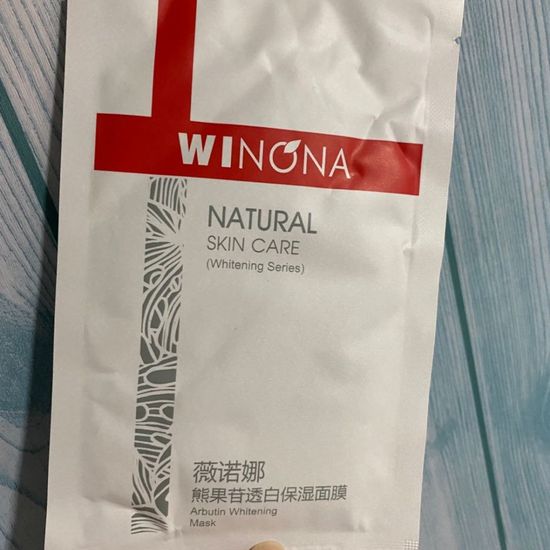 WINONA
NATURAL
SKIN CARE
(Whitening Series)
薇诺娜
熊果苷透白保湿面膜
Arbutin Whitening
Mask